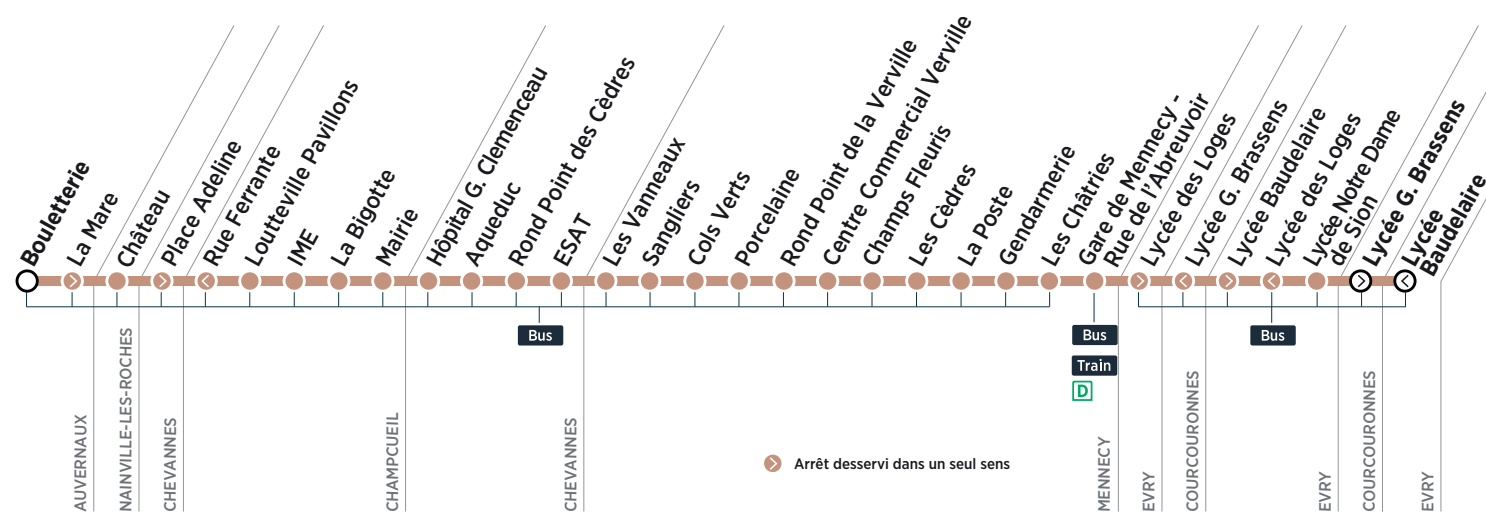 Bouletterie
La Mare
Château
Place Adeline
Rue Ferrante
Loutteville Pavillons
IME
La Bigotte
Mairie
Hôpital G. Clemenceau
Aqueduc
Rond Point des Cèdres
ESAT
Les Vanneaux
Sangliers
Cols Verts
Porcelaine
Rond Point de la Verville
Centre Commercial Verville
Champs Fleuris
Les Cèdres
La Poste
Gendarmerie
Les Châtries
Gare de Mennecy -
Rue de l'Abreuvoir
Lycée des Loges
Lycée G. Brassens
Lycée Baudelaire
Lycée des Loges
Lycée Notre Dame
de Sion
Lycée G. Brassens
Lycée
Baudelaire
Bus
Bus
Train
D
Bus
AUVERNAUX
NAINVILLE-LES-ROCHES
CHEVANNES
CHAMPCUEIL
CHEVANNES
MENNECY
EVRY
COURCOURONNES
EVRY
COURCOURONNES
EVRY
Arrêt desservi dans un seul sens